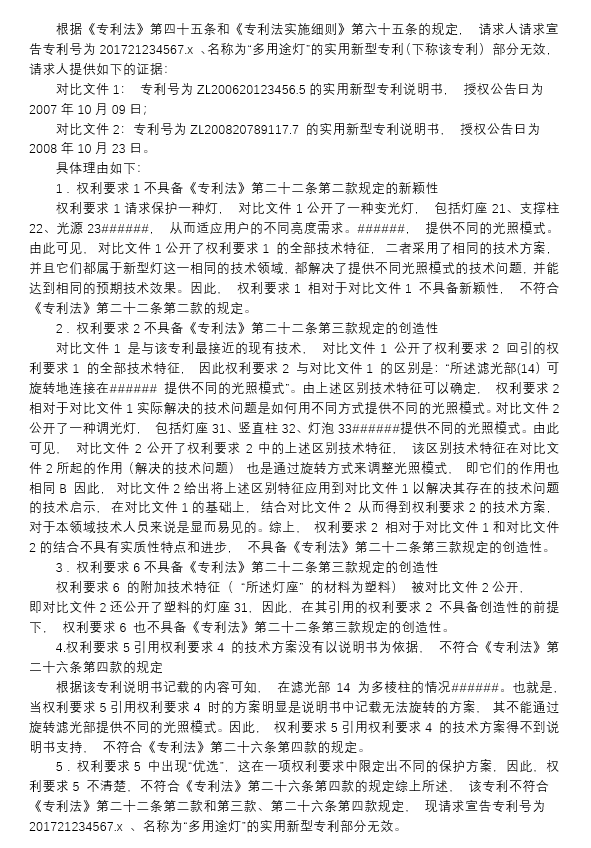 根据《专利法》第四十五条和《专利法实施细则》第六十五条的规定， 请求人请求宣
告专利号为 201721234567.x 、名称为“多用途灯”的实用新型专利(下称该专利) 部分无效，
请求人提供如下的证据：
对比文件 1： 专利号为 ZL200620123456.5 的实用新型专利说明书， 授权公告日为
2007 年 10 月 09 日；
对比文件 2：专利号为 ZL200820789117.7 的实用新型专利说明书， 授权公告日为
2008 年 10 月 23 日。
具体理由如下：
1 . 权利要求 1 不具备《专利法》第二十二条第二款规定的新颖性
权利要求 1 请求保护一种灯， 对比文件 1 公开了一种变光灯， 包括灯座 21、支撑柱
22、光源 23######， 从而适应用户的不同亮度需求。######， 提供不同的光照模式。
由此可见，对比文件 1 公开了权利要求 1 的全部技术特征，二者采用了相同的技术方案，
并且它们都属于新型灯这一相同的技术领域，都解决了提供不同光照模式的技术问题，并能
达到相同的预期技术效果。因此， 权利要求 1 相对于对比文件 1 不具备新颖性， 不符合
《专利法》第二十二条第二款的规定。
2 . 权利要求 2 不具备《专利法》第二十二条第三款规定的创造性
对比文件 1 是与该专利最接近的现有技术， 对比文件 1 公开了权利要求 2 回引的权
利要求 1 的全部技术特征， 因此权利要求 2 与对比文件 1 的区别是：“所述滤光部(14) 可
旋转地连接在###### 提供不同的光照模式”。由上述区别技术特征可以确定， 权利要求 2
相对于对比文件 1 实际解决的技术问题是如何用不同方式提供不同的光照模式。对比文件 2
公开了一种调光灯， 包括灯座 31、竖直柱 32、灯泡 33######提供不同的光照模式。由此
可见， 对比文件 2 公开了权利要求 2 中的上述区别技术特征， 该区别技术特征在对比文
件 2 所起的作用（解决的技术问题） 也是通过旋转方式来调整光照模式， 即它们的作用也
相同 B 因此，对比文件 2 给出将上述区别特征应用到对比文件 1 以解决其存在的技术问题
的技术启示，在对比文件 1 的基础上，结合对比文件 2 从而得到权利要求 2 的技术方案，
对于本领域技术人员来说是显而易见的。综上， 权利要求 2 相对于对比文件 1 和对比文件
2 的结合不具有实质性特点和进步， 不具备《专利法》第二十二条第三款规定的创造性。
3 . 权利要求 6 不具备《专利法》第二十二条第三款规定的创造性
权利要求 6 的附加技术特征（ “所述灯座” 的材料为塑料） 被对比文件 2 公开，
即对比文件 2 还公开了塑料的灯座 31，因此，在其引用的权利要求 2 不具备创造性的前提
下， 权利要求 6 也不具备《专利法》第二十二条第三款规定的创造性。
4.权利要求 5 引用权利要求 4 的技术方案没有以说明书为依据， 不符合《专利法》第
二十六条第四款的规定
根据该专利说明书记载的内容可知， 在滤光部 14 为多棱柱的情况######。也就是，
当权利要求 5 引用权利要求 4 时的方案明显是说明书中记载无法旋转的方案， 其不能通过
旋转滤光部提供不同的光照模式。因此， 权利要求 5 引用权利要求 4 的技术方案得不到说
明书支持， 不符合《专利法》第二十六条第四款的规定。
5 . 权利要求 5 中出现“优选”，这在一项权利要求中限定出不同的保护方案，因此，权
利要求 5 不清楚，不符合《专利法》第二十六条第四款的规定综上所述， 该专利不符合
《专利法》第二十二条第二款和第三款、第二十六条第四款规定， 现请求宣告专利号为
201721234567.x 、名称为“多用途灯”的实用新型专利部分无效。